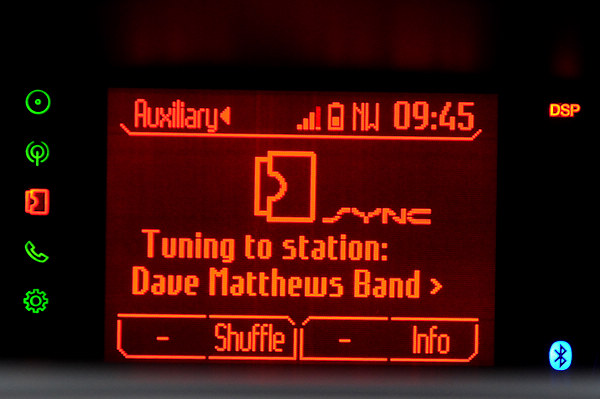 Auxiliary NW 09:45
DSP
SYNC
Tuning to station:
Dave Matthews Band >
- Shuffle - Info